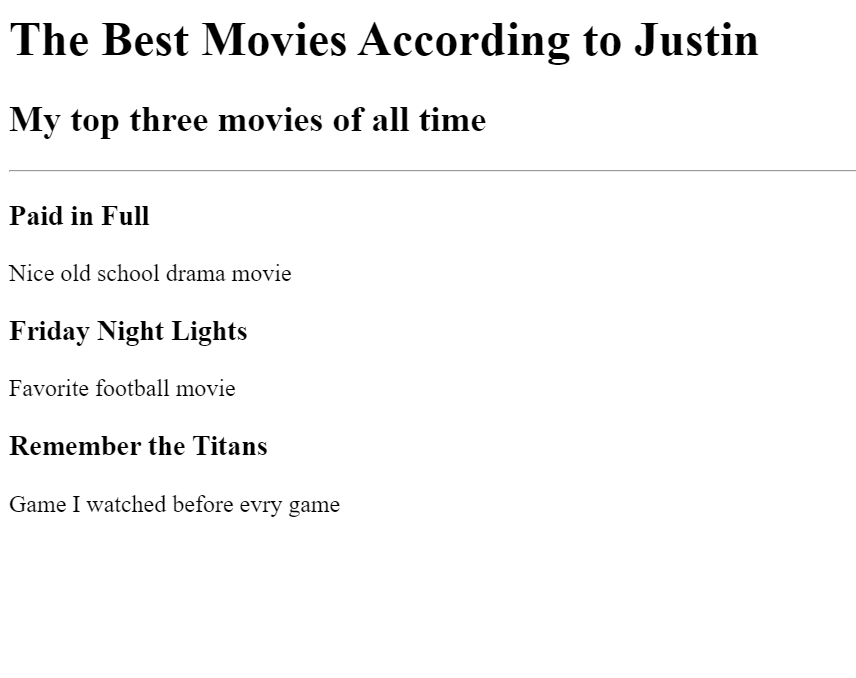 The Best Movies According to Justin
My top three movies of all time
Paid in Full
Nice old school drama movie
Friday Night Lights
Favorite football movie
Remember the Titans
Game I watched before evry game